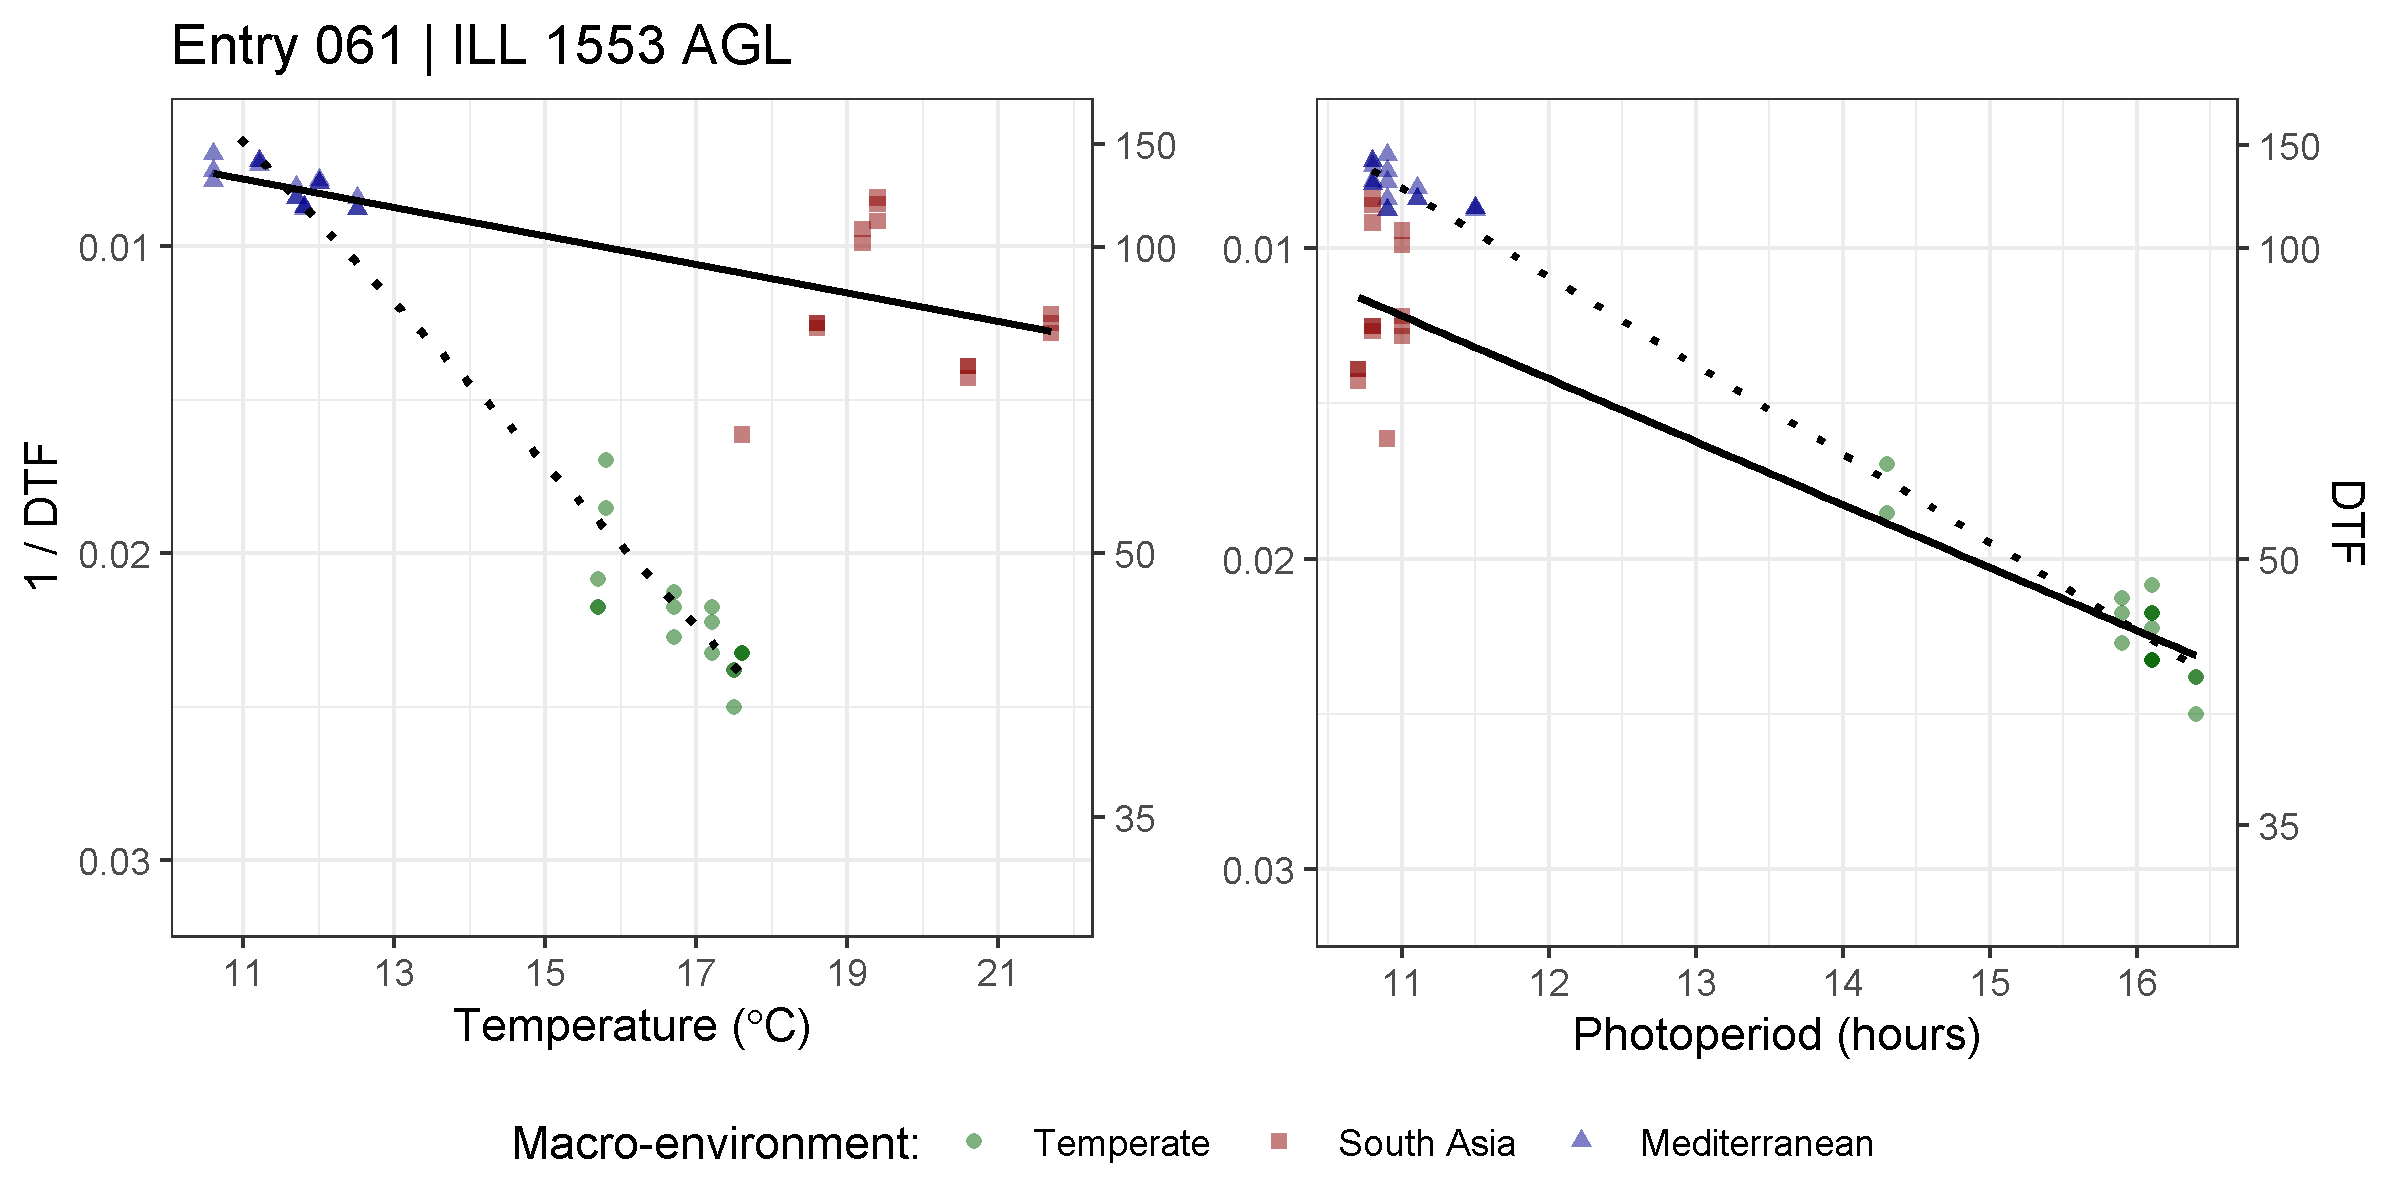 Entry 061 | ILL 1553 AGL
1 / DTF
0.01
0.02
0.03
150
100
50
35
11 13 15 17 19 21
Temperature (°C)
0.01
0.02
0.03
150
100
50
35
DTF
11 12 13 14 15 16
Photoperiod (hours)
Macro-environment: Temperate South Asia Mediterranean